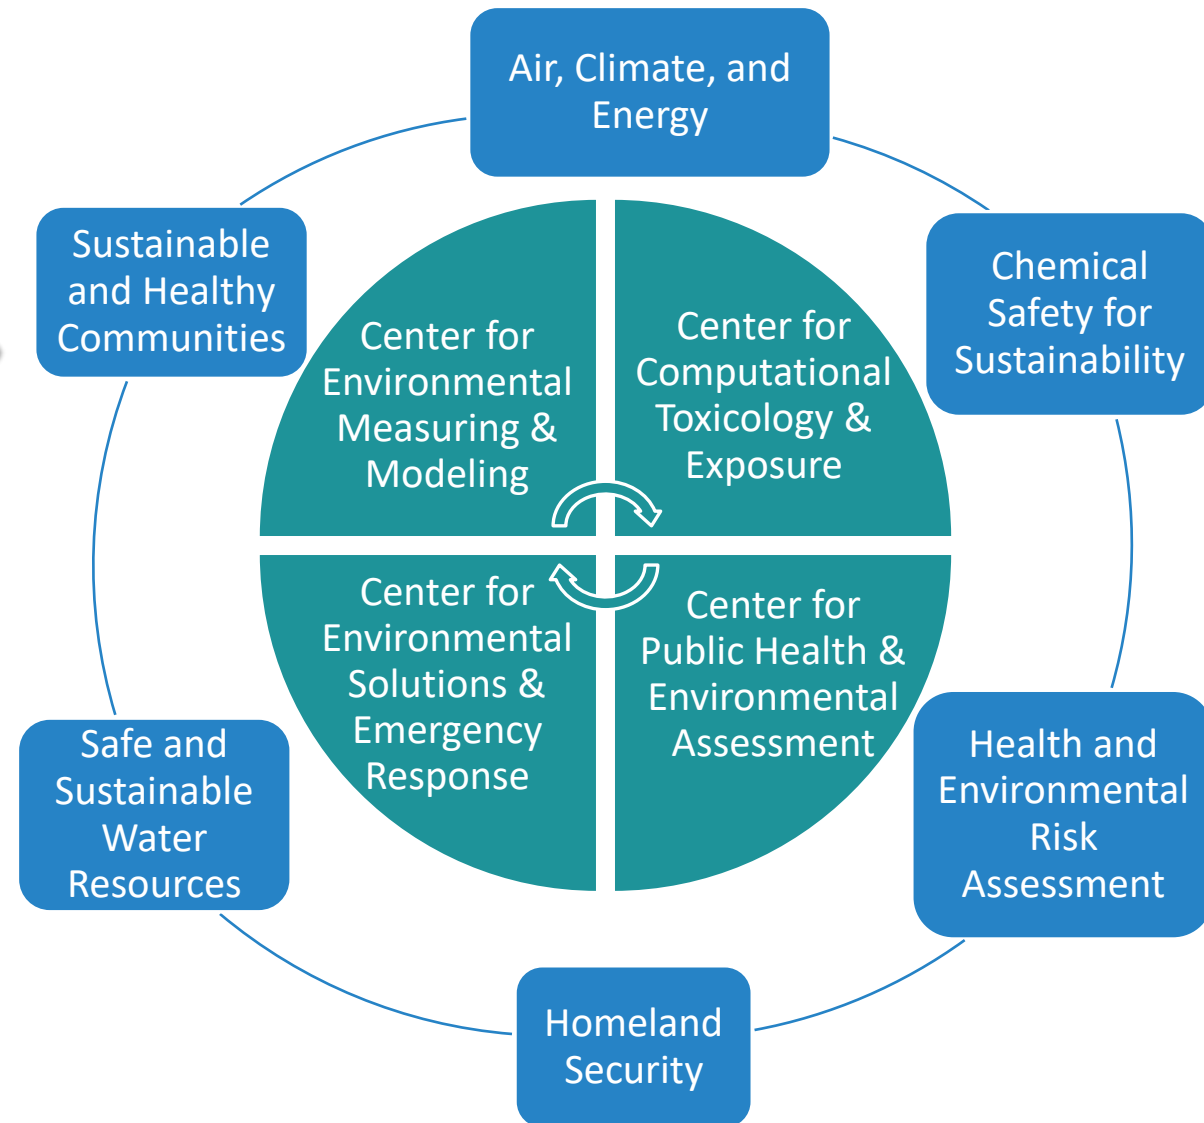 Air, Climate, and
Energy
Sustainable
and Healthy
Communities
Chemical
Safety for
Sustainability
Center for
Environmental
Measuring &
Modeling
Center for
Computational
Toxicology &
Exposure
Center for
Environmental
Solutions &
Emergency
Response
Center for
Public Health &
Environmental
Assessment
Safe and
Sustainable
Water
Resources
Health and
Environmental
Risk
Assessment
Homeland
Security